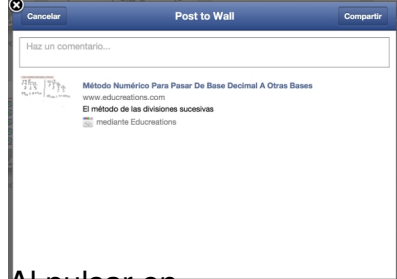 Cancelar Post to Wall Compartir
Haz un comentario...
Método Numérico Para Pasar De Base Decimal A Otras Bases
www.educreations.com
El método de las divisiones sucesivas
mediante Educreations
Al pulsar en